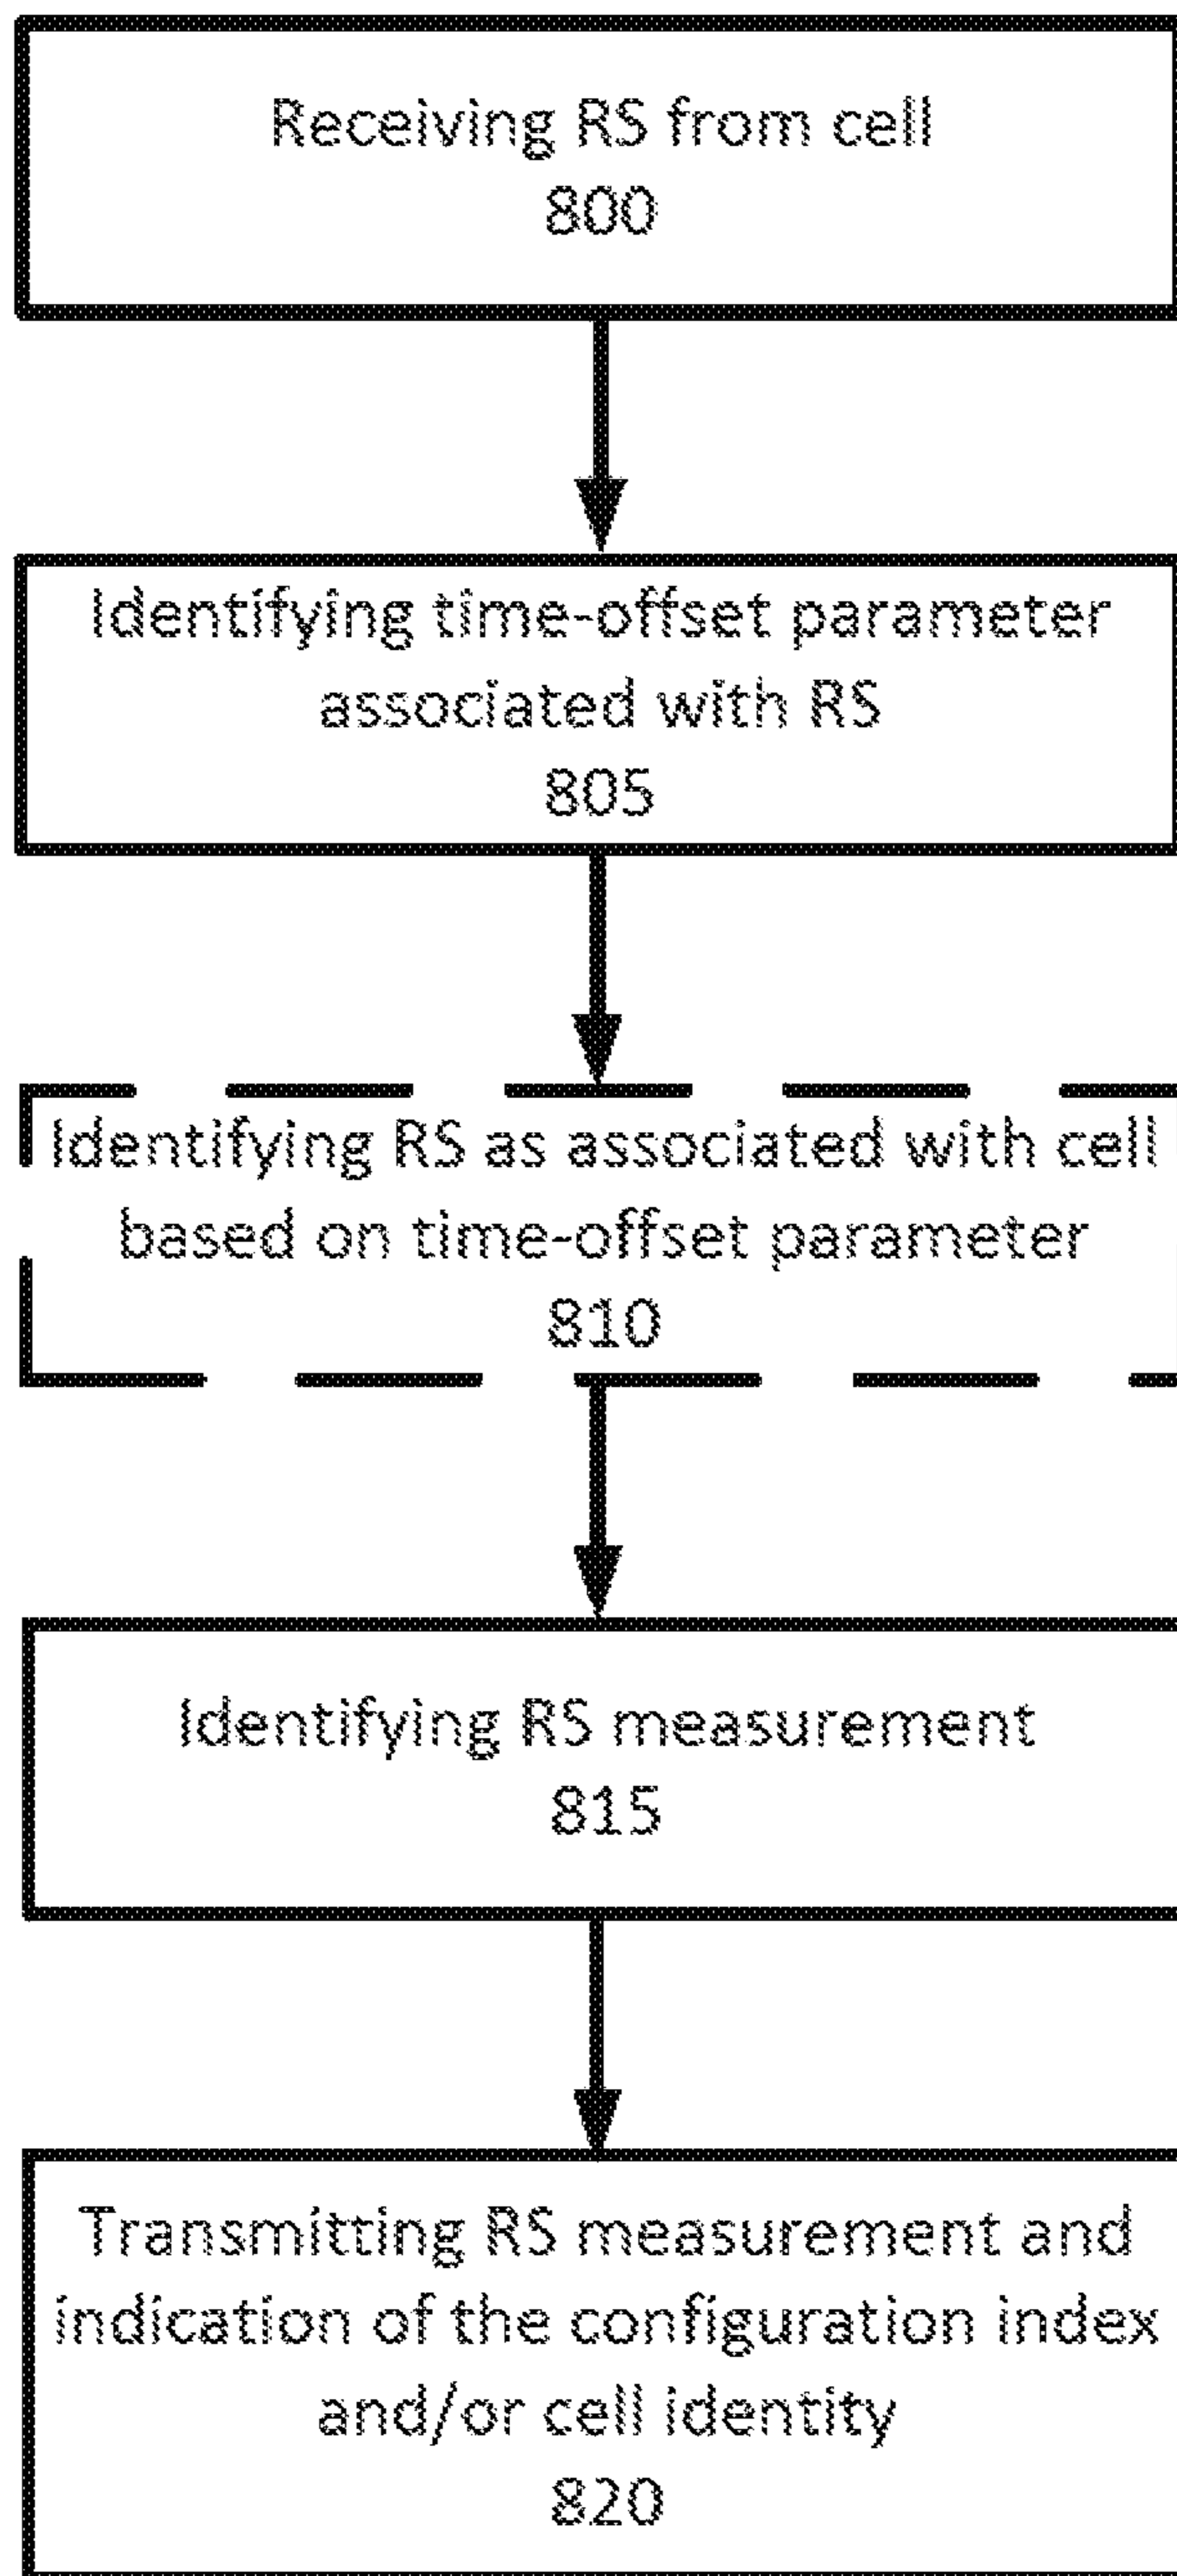 Receiving RS from cell
800
Identifying time-offset parameter
associated with RS
805
Identifying RS as associated with cell
based on time-offset parameter
810
Identifying RS measurement
815
Transmitting RS measurement and
indication of the configuration index
and/or cell identity
820